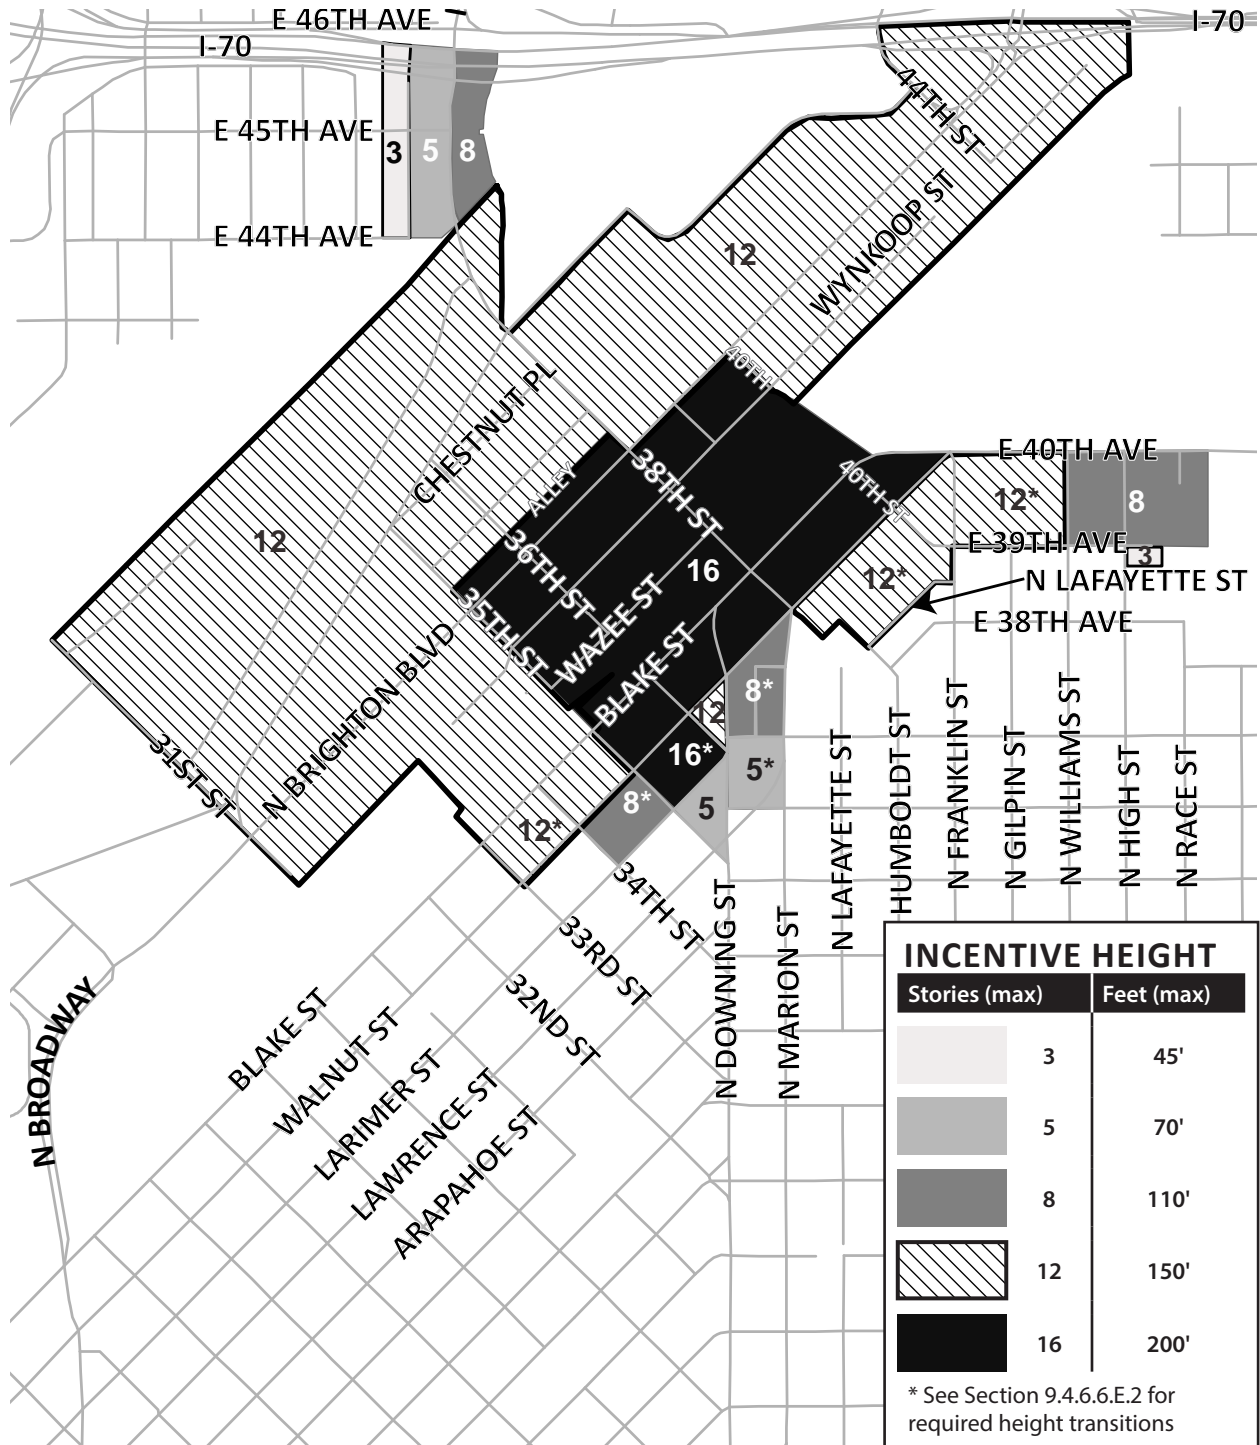 E 46TH AVE
I-70
I-70
44TH ST
E 45TH AVE
3
5
8
WYNKOOP ST
E 44TH AVE
12
40TH
CHESTNUT PL
38TH ST
40TH ST
E 40TH AVE
12*
8
ALLEY
36TH ST
12
16
E 39TH AVE
3
12*
N LAFAYETTE ST
35TH ST
WAZEE ST
E 38TH AVE
BLAKE ST
N BRIGHTON BLVD
8*
12
31ST ST
16*
5*
8*
5
12*
N LAFAYETTE ST
HUMBOLDT ST
N FRANKLIN ST
N GILPIN ST
N WILLIAMS ST
N HIGH ST
N RACE ST
34TH ST
33RD ST
32ND ST
N DOWNING ST
N MARION ST
N BROADWAY
BLAKE ST
WALNUT ST
LARIMER ST
LAWRENCE ST
ARAPAHOE ST
INCENTIVE HEIGHT
Stories (max) Feet (max)
3 45'
5 70'
8 110'
12 150'
16 200'
* See Section 9.4.6.6.E.2 for
required height transitions